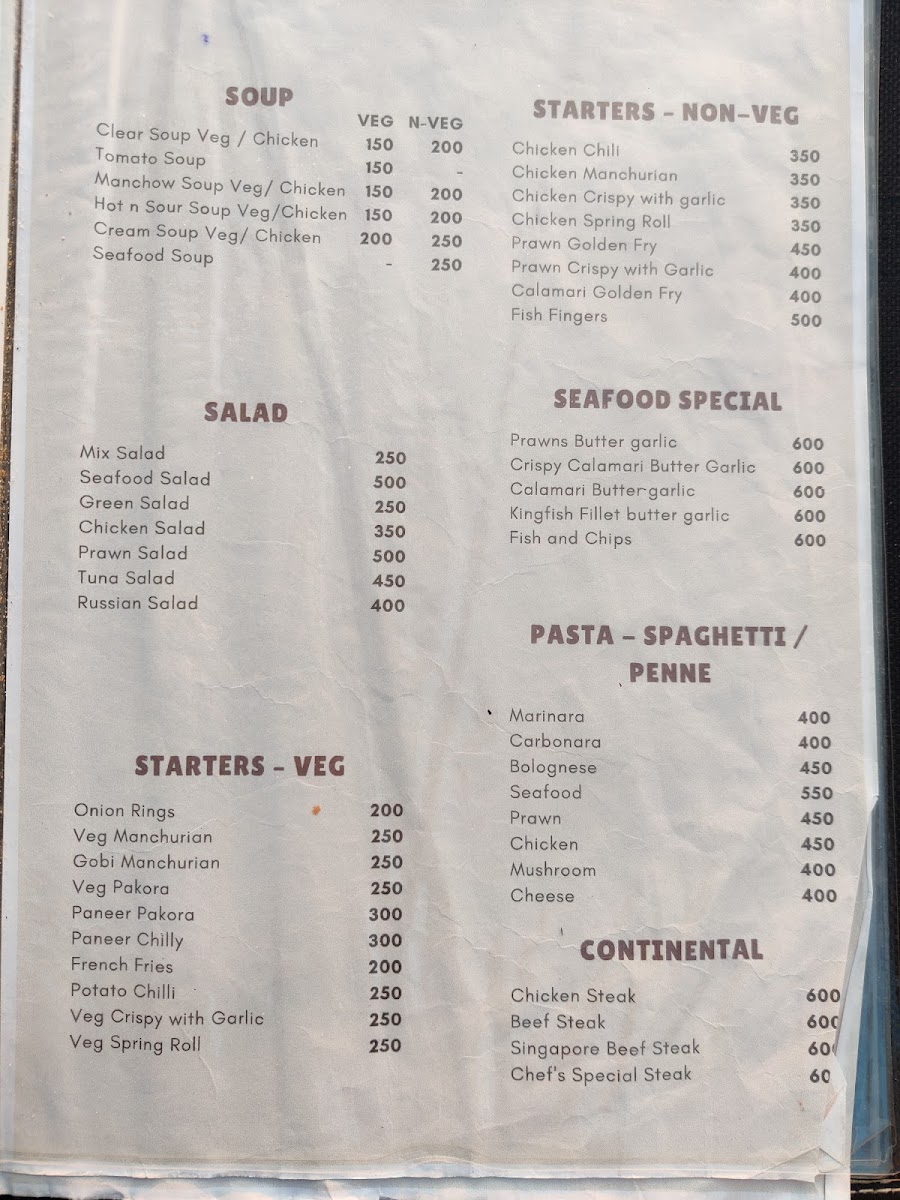 SOUP
VEG N-VEG
Clear Soup Veg / Chicken 150 200
Tomato Soup 150 -
Manchow Soup Veg/ Chicken 150 200
Hot n Sour Soup Veg/Chicken 150 200
Cream Soup Veg/ Chicken 200 250
Seafood Soup - 250
SALAD
Mix Salad 250
Seafood Salad 500
Green Salad 250
Chicken Salad 350
Prawn Salad 500
Tuna Salad 450
Russian Salad 400
STARTERS - VEG
Onion Rings 200
Veg Manchurian 250
Gobi Manchurian 250
Veg Pakora 250
Paneer Pakora 300
Paneer Chilly 300
French Fries 200
Potato Chilli 250
Veg Crispy with Garlic 250
Veg Spring Roll 250
STARTERS - NON-VEG
Chicken Chili 350
Chicken Manchurian 350
Chicken Crispy with garlic 350
Chicken Spring Roll 350
Prawn Golden Fry 450
Prawn Crispy with Garlic 400
Calamari Golden Fry 400
Fish Fingers 500
SEAFOOD SPECIAL
Prawns Butter garlic 600
Crispy Calamari Butter Garlic 600
Calamari Butter-garlic 600
Kingfish Fillet butter garlic 600
Fish and Chips 600
PASTA - SPAGHETTI /
PENNE
Marinara 400
Carbonara 400
Bolognese 450
Seafood 550
Prawn 450
Chicken 450
Mushroom 400
Cheese 400
CONTINENTAL
Chicken Steak 600
Beef Steak 600
Singapore Beef Steak 60
Chef's Special Steak 60